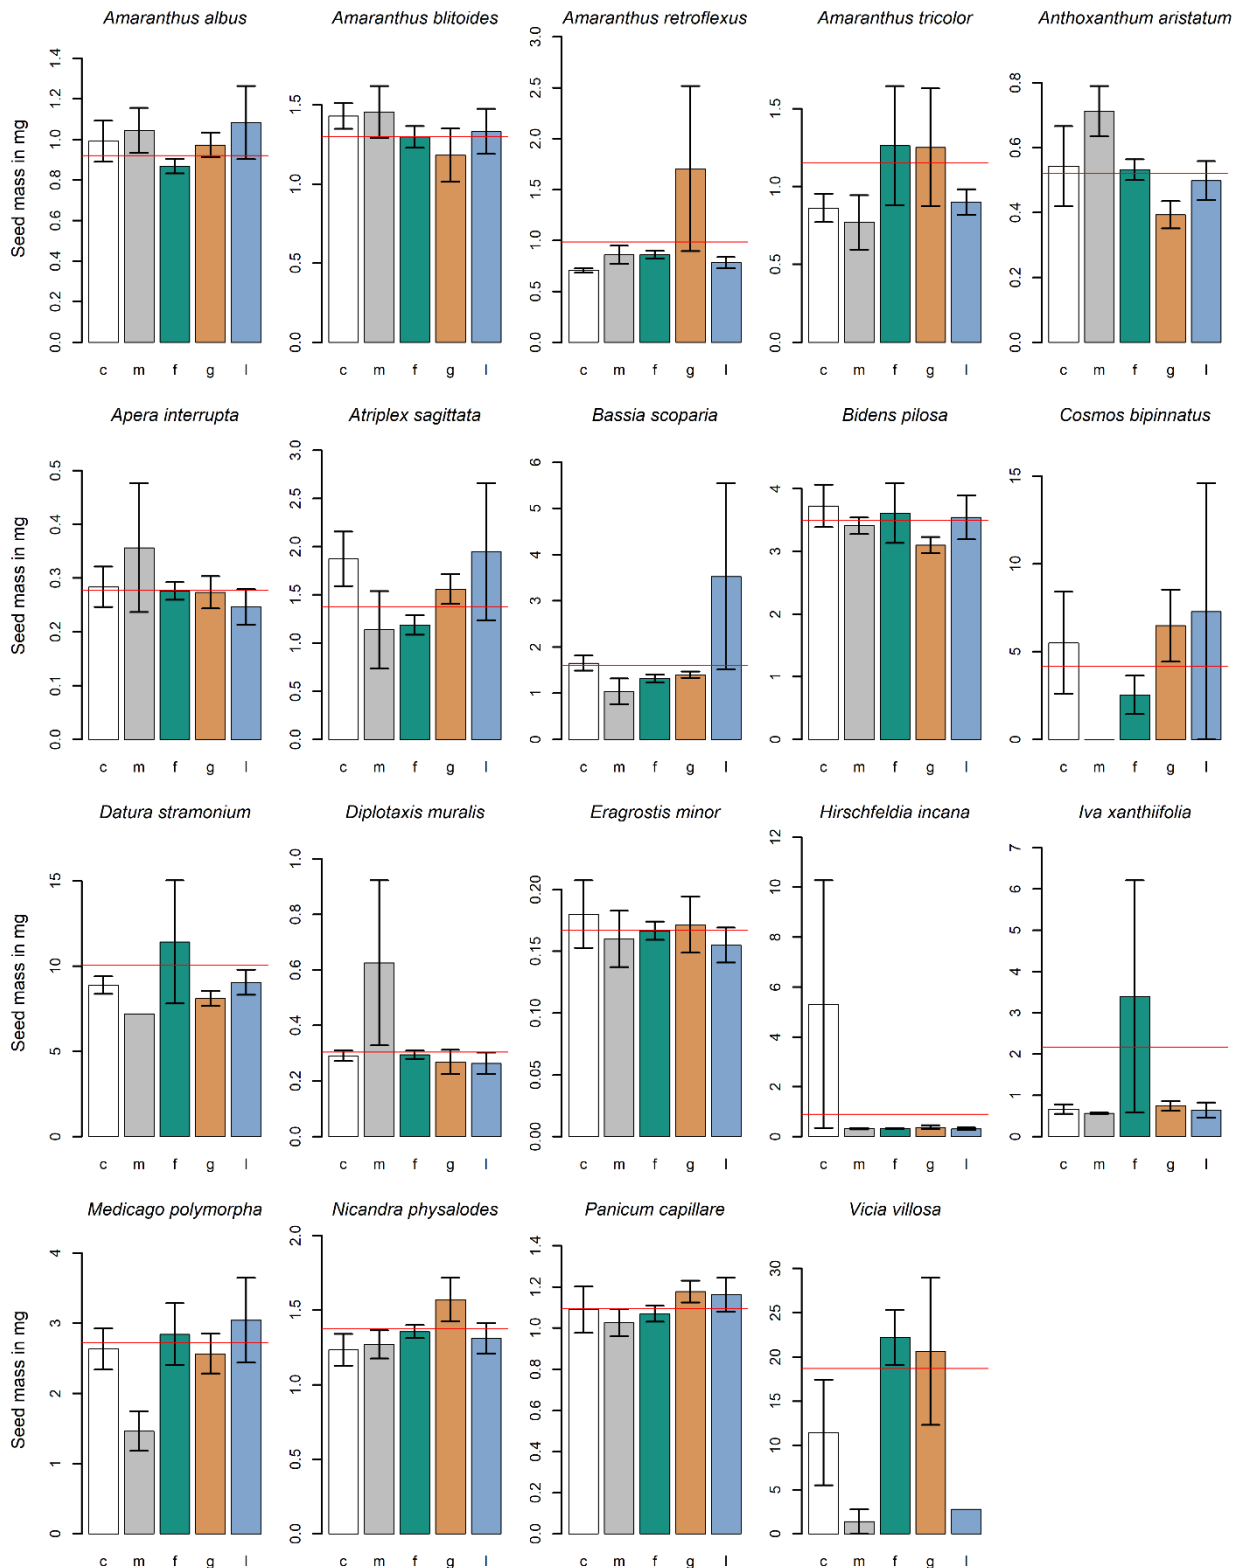 Amaranthus albus
Amaranthus blitoides
Amaranthus retroflexus
Amaranthus tricolor
Anthoxanthum aristatum
Seed mass in mg
0.0 0.2 0.4 0.6 0.8 1.0 1.2 1.4
c m f g l
0.0 0.5 1.0 1.5
c m f g l
0.0 0.5 1.0 1.5 2.0 2.5 3.0
c m f g l
0.0 0.5 1.0 1.5
c m f g l
0.0 0.2 0.4 0.6 0.8
c m f g l
Apera interrupta
Atriplex sagittata
Bassia scoparia
Bidens pilosa
Cosmos bipinnatus
Seed mass in mg
0.0 0.1 0.2 0.3 0.4 0.5
c m f g l
0.0 0.5 1.0 1.5 2.0 2.5 3.0
c m f g l
0 1 2 3 4 5 6
c m f g l
0 1 2 3 4
c m f g l
0 5 10 15
c m f g l
Datura stramonium
Diplotaxis muralis
Eragrostis minor
Hirschfeldia incana
Iva xanthiifolia
Seed mass in mg
0 5 10 15
c m f g l
0.0 0.2 0.4 0.6 0.8 1.0
c m f g l
0.00 0.05 0.10 0.15 0.20
c m f g l
0 2 4 6 8 10 12
c m f g l
0 1 2 3 4 5 6 7
c m f g l
Medicago polymorpha
Nicandra physalodes
Panicum capillare
Vicia villosa
Seed mass in mg
0 1 2 3 4
c m f g l
0.0 0.5 1.0 1.5 2.0
c m f g l
0.0 0.2 0.4 0.6 0.8 1.0 1.2 1.4
c m f g l
0 5 10 15 20 25 30
c m f g l